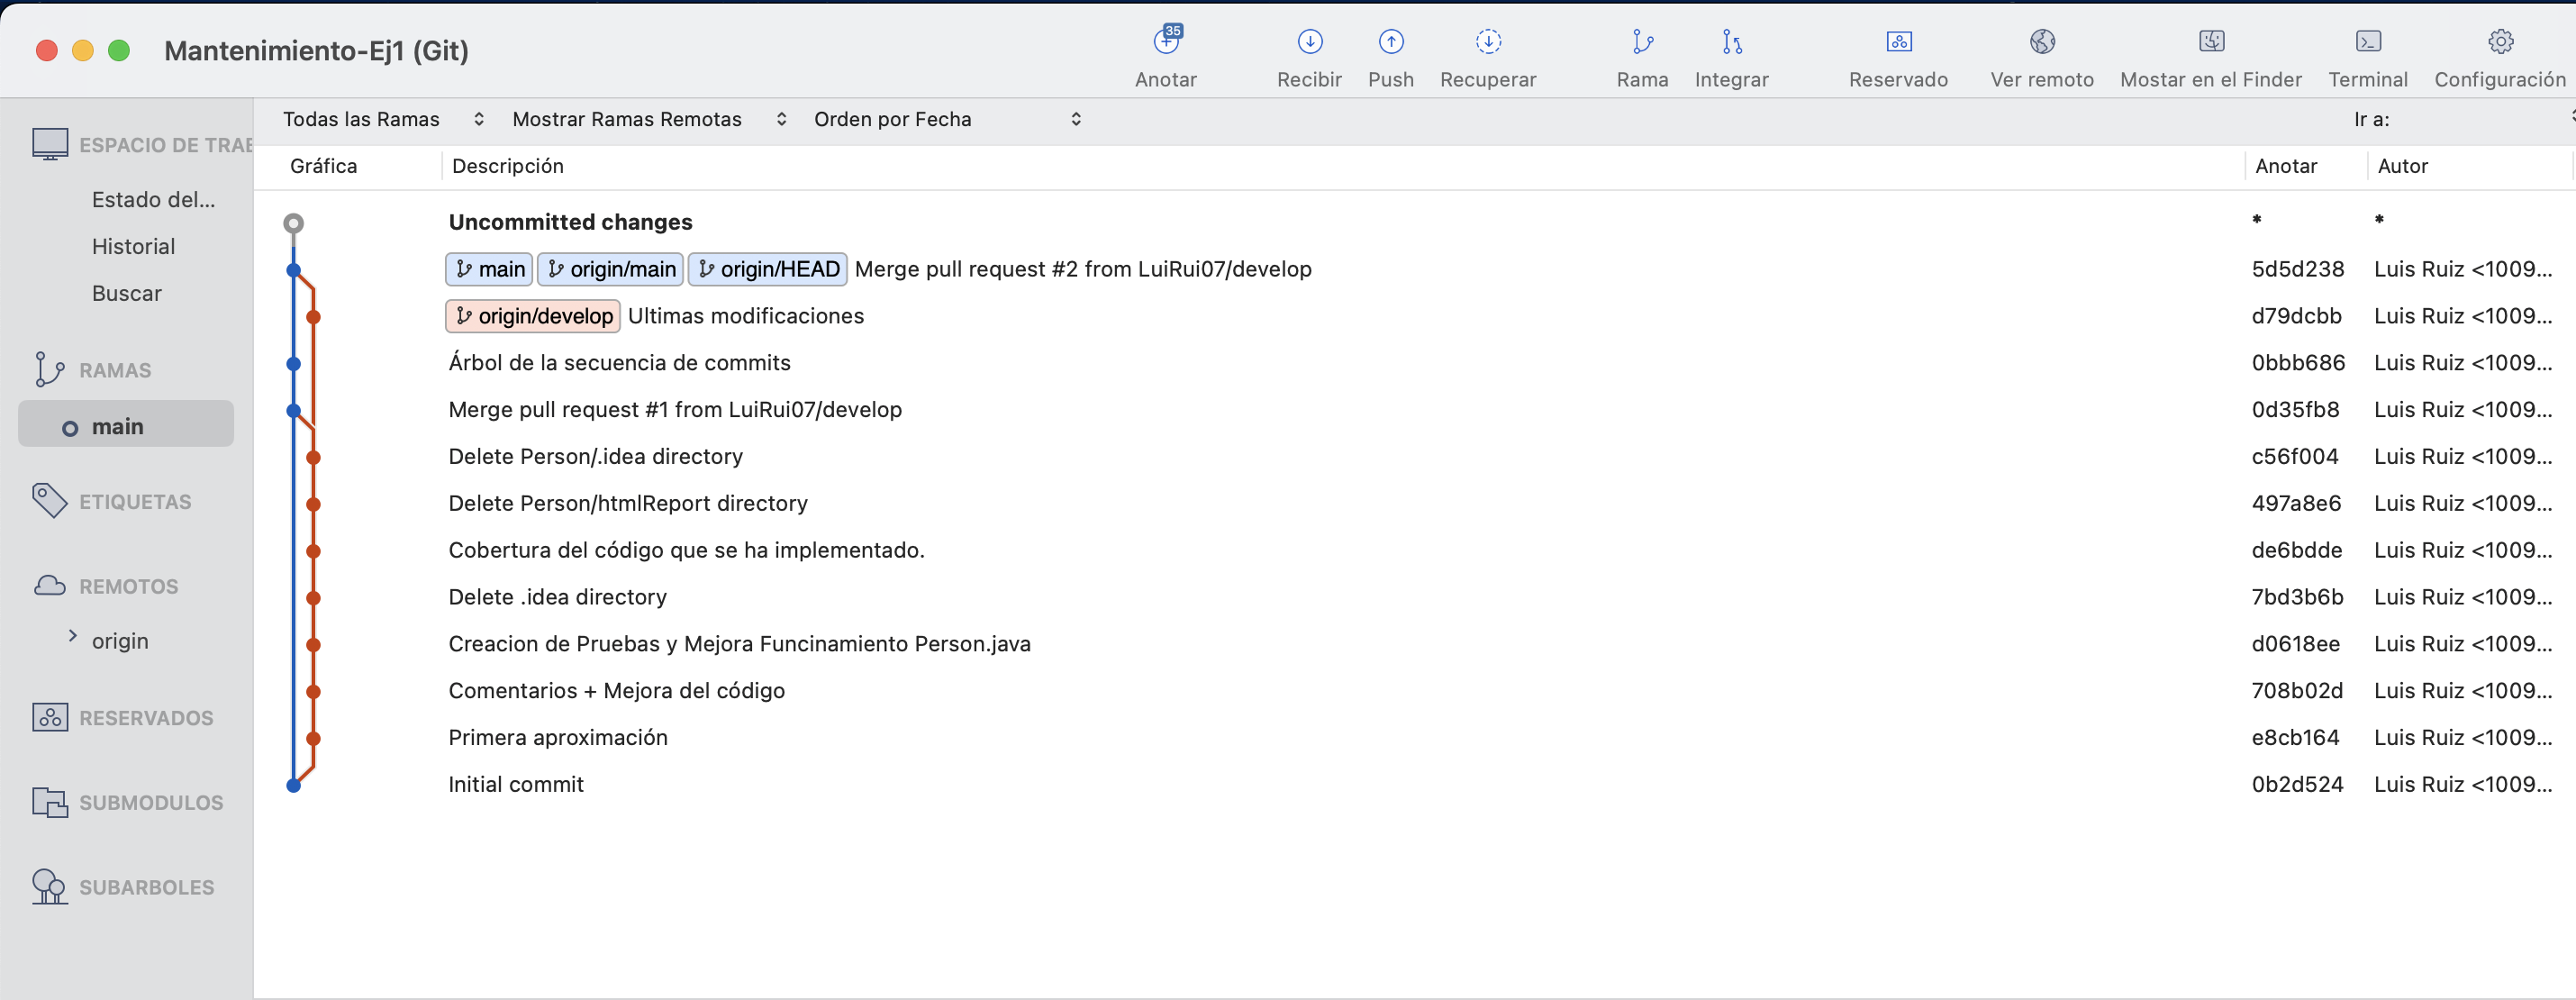 Mantenimiento-Ej1 (Git)
35
Anotar
Recibir
Push
Recuperar
Rama
Integrar
Reservado
Ver remoto
Mostar en el Finder
Terminal
Configuración
ESPACIO DE TRAB
Estado del...
Historial
Buscar
RAMAS
main
ETIQUETAS
REMOTOS
origin
RESERVADOS
SUBMODULOS
SUBARBOLES
Todas las Ramas
Mostrar Ramas Remotas
Orden por Fecha
Ir a:
Gráfica Descripción Anotar Autor
Uncommitted changes * *
main origin/main origin/HEAD Merge pull request #2 from LuiRui07/develop 5d5d238 Luis Ruiz <1009...
origin/develop Ultimas modificaciones d79dcbb Luis Ruiz <1009...
Árbol de la secuencia de commits 0bbb686 Luis Ruiz <1009...
Merge pull request #1 from LuiRui07/develop 0d35fb8 Luis Ruiz <1009...
Delete Person/.idea directory c56f004 Luis Ruiz <1009...
Delete Person/htmlReport directory 497a8e6 Luis Ruiz <1009...
Cobertura del código que se ha implementado. de6bdde Luis Ruiz <1009...
Delete .idea directory 7bd3b6b Luis Ruiz <1009...
Creacion de Pruebas y Mejora Funcinamiento Person.java d0618ee Luis Ruiz <1009...
Comentarios + Mejora del código 708b02d Luis Ruiz <1009...
Primera aproximación e8cb164 Luis Ruiz <1009...
Initial commit 0b2d524 Luis Ruiz <1009...